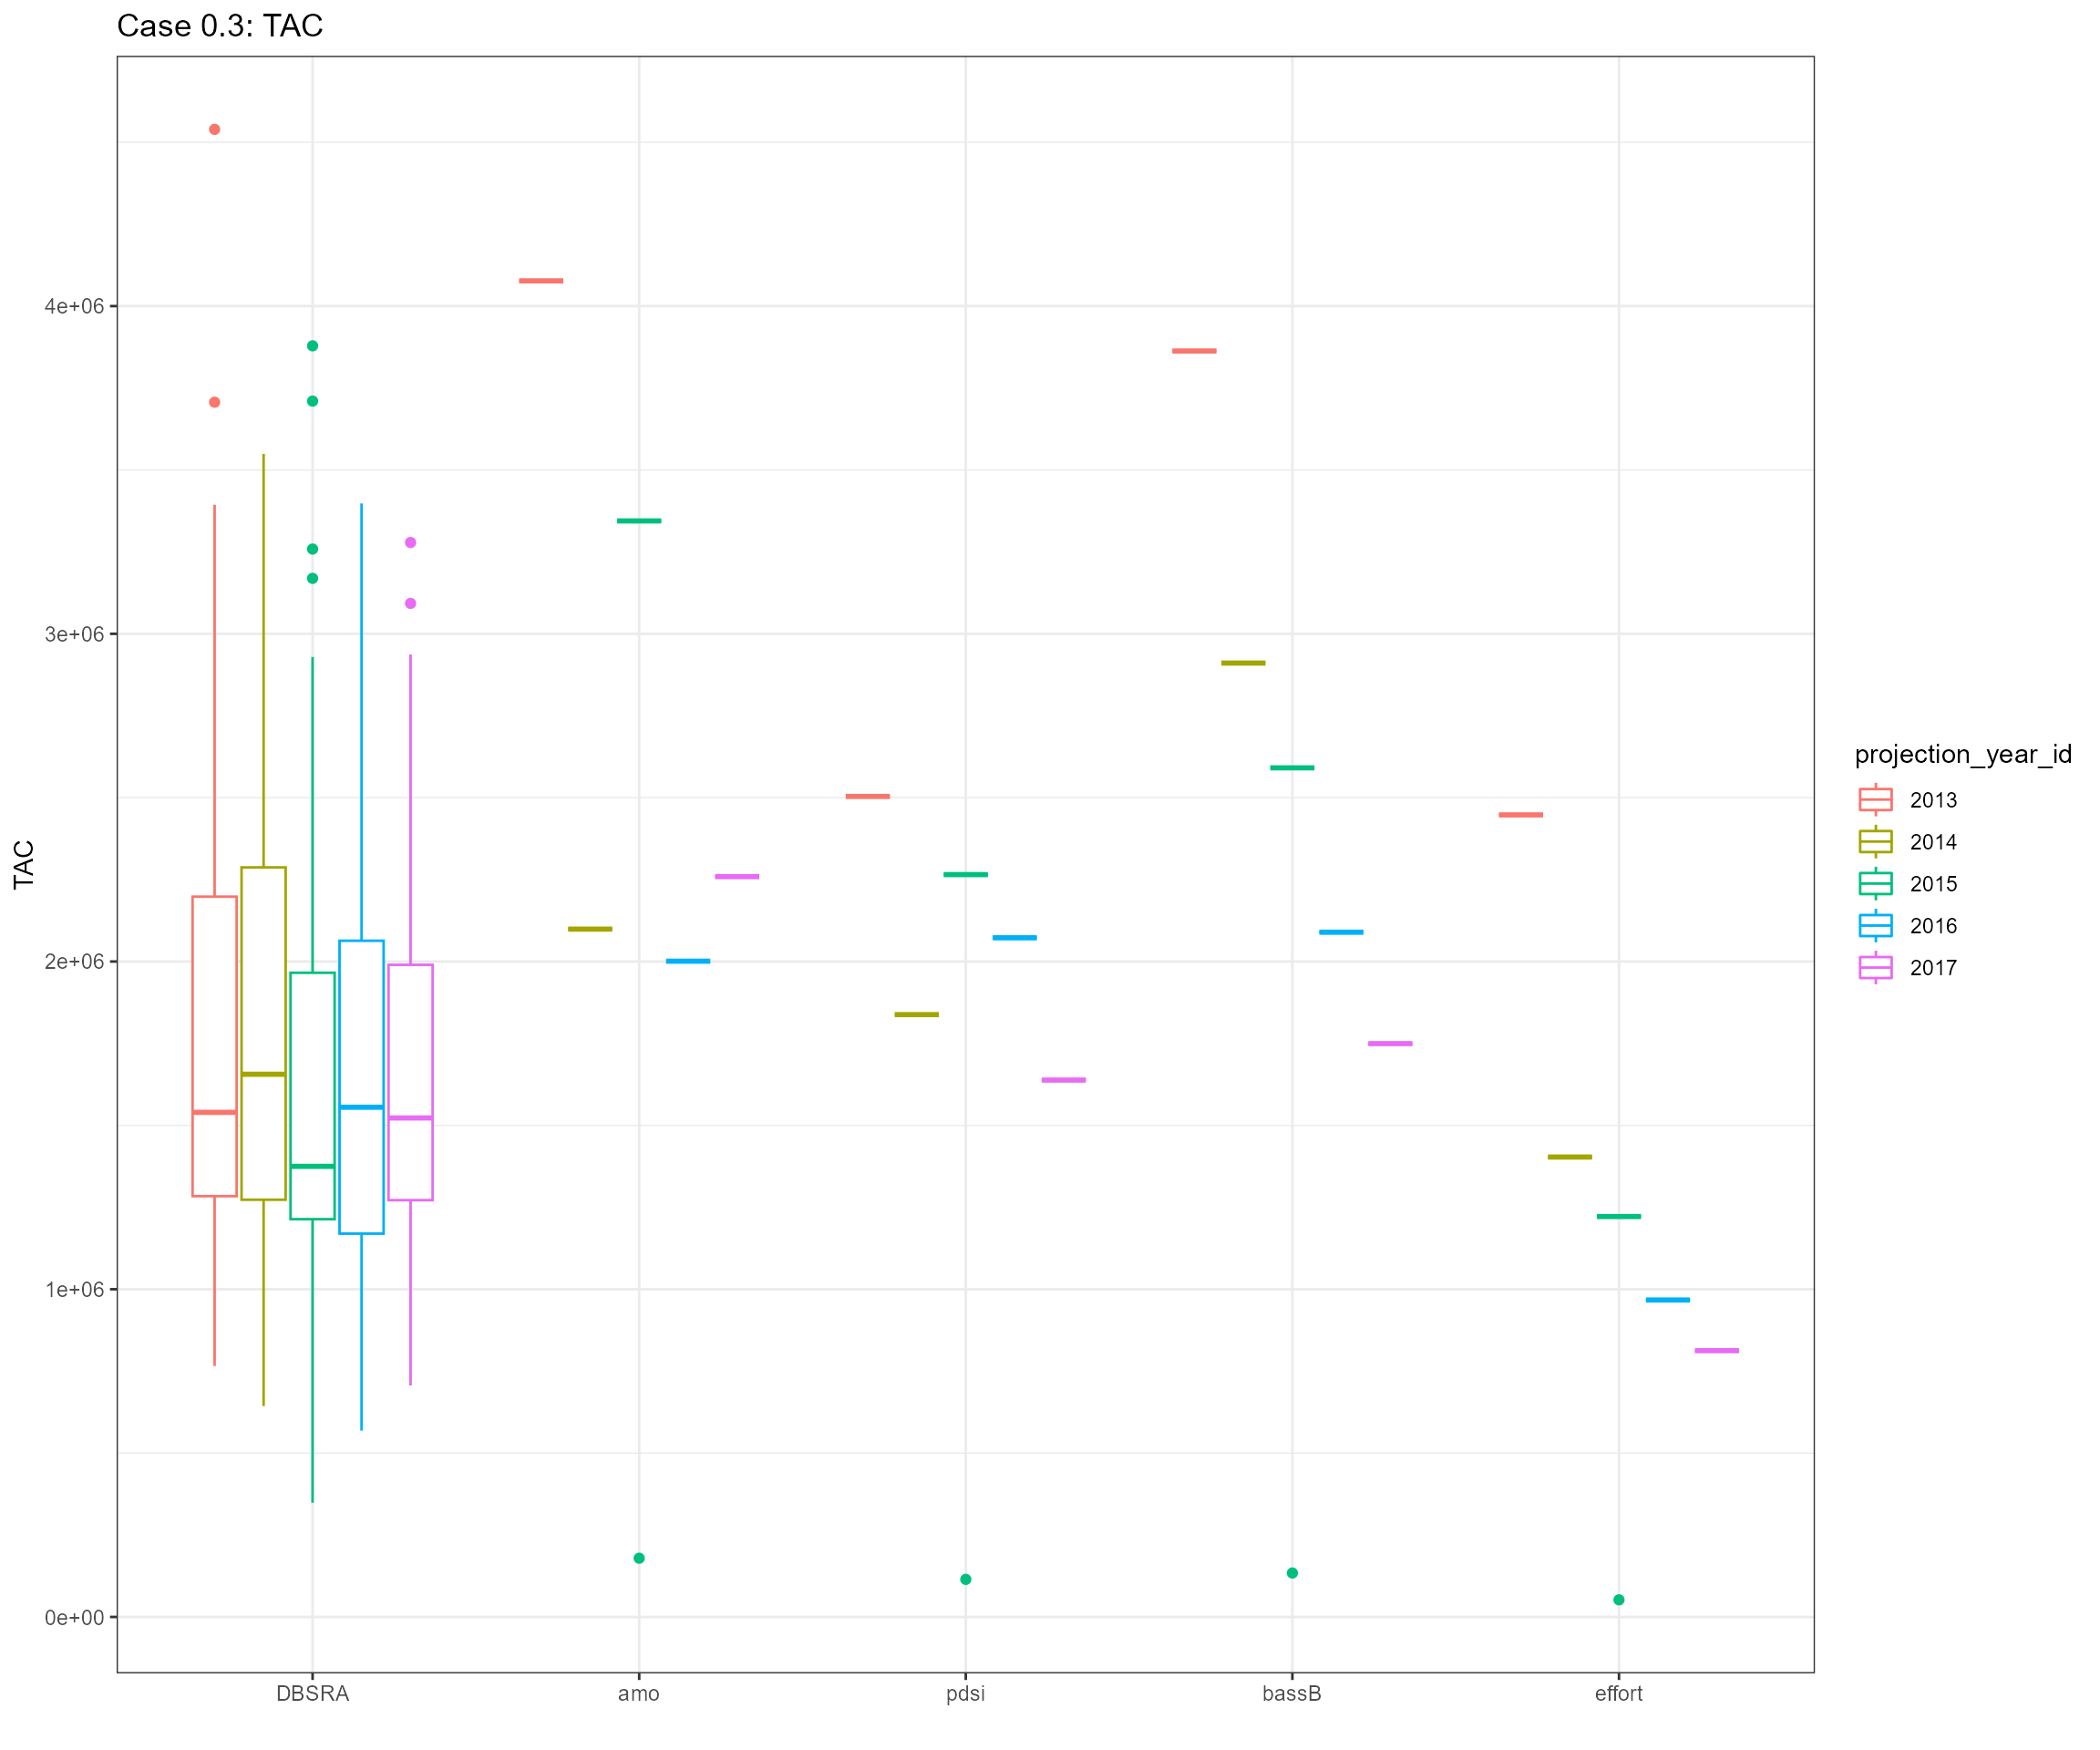 Case 0.3: TAC
TAC
4e+06
3e+06
2e+06
1e+06
0e+00
DBSRA
amo
pdsi
bassB
effort
projection_year_id
2013
2014
2015
2016
2017